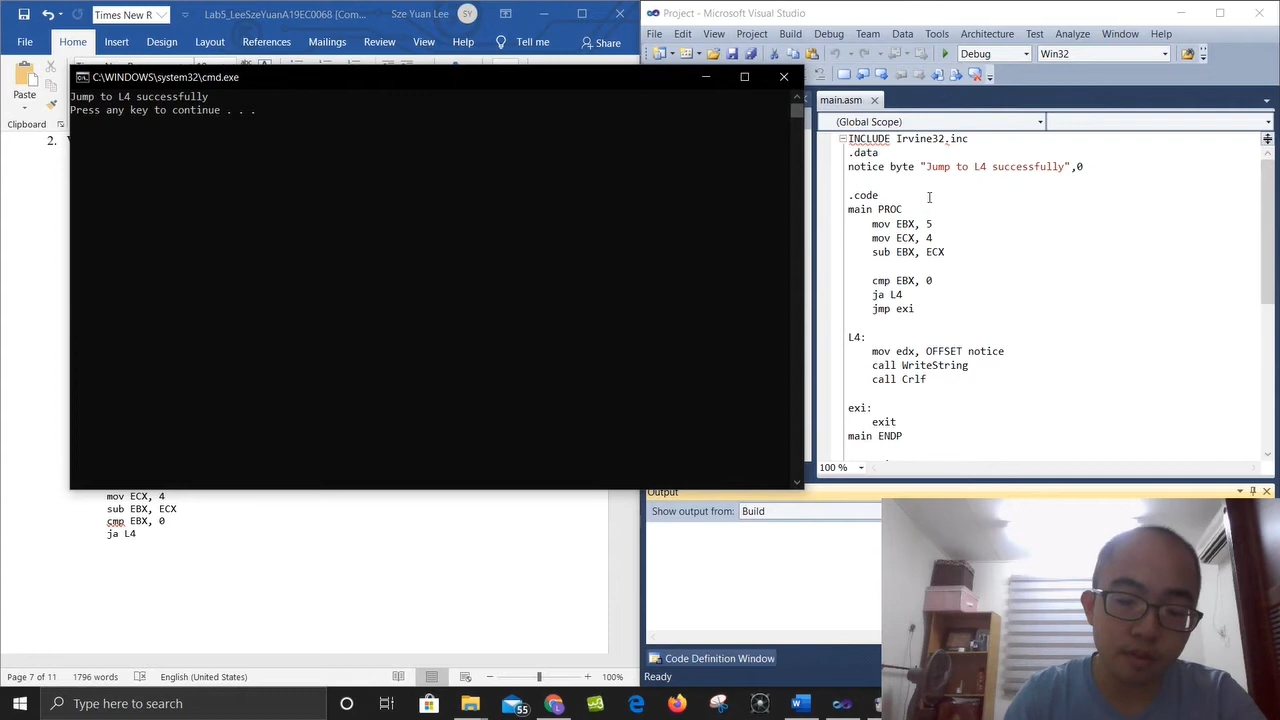 Times New R
Lab5_LeeSzeYuanA19EC0068 [Com...
Sze Yuan Lee
SY
File
Home
Insert
Design
Layout
References
Mailings
Review
View
Help
Tell me
Share
Paste
Clipboard
C:\WINDOWS\system32\cmd.exe
Jump to L4 successfully
Press any key to continue . . .
2.
mov ECX, 4
sub EBX, ECX
cmp EBX, 0
ja L4
Page 7 of 11
1796 words
English (United States)
100%
Project - Microsoft Visual Studio
File
Edit
View
Project
Build
Debug
Team
Data
Tools
Architecture
Test
Analyze
Window
Help
Debug
Win32
main.asm
(Global Scope)
INCLUDE Irvine32.inc
.data
notice byte "Jump to L4 successfully",0
.code
main PROC
mov EBX, 5
mov ECX, 4
sub EBX, ECX
cmp EBX, 0
ja L4
jmp exi
L4:
mov edx, OFFSET notice
call WriteString
call Crlf
exi:
exit
main ENDP
100 %
Output
Show output from:
Build
Code Definition Window
Ready
Type here to search
55